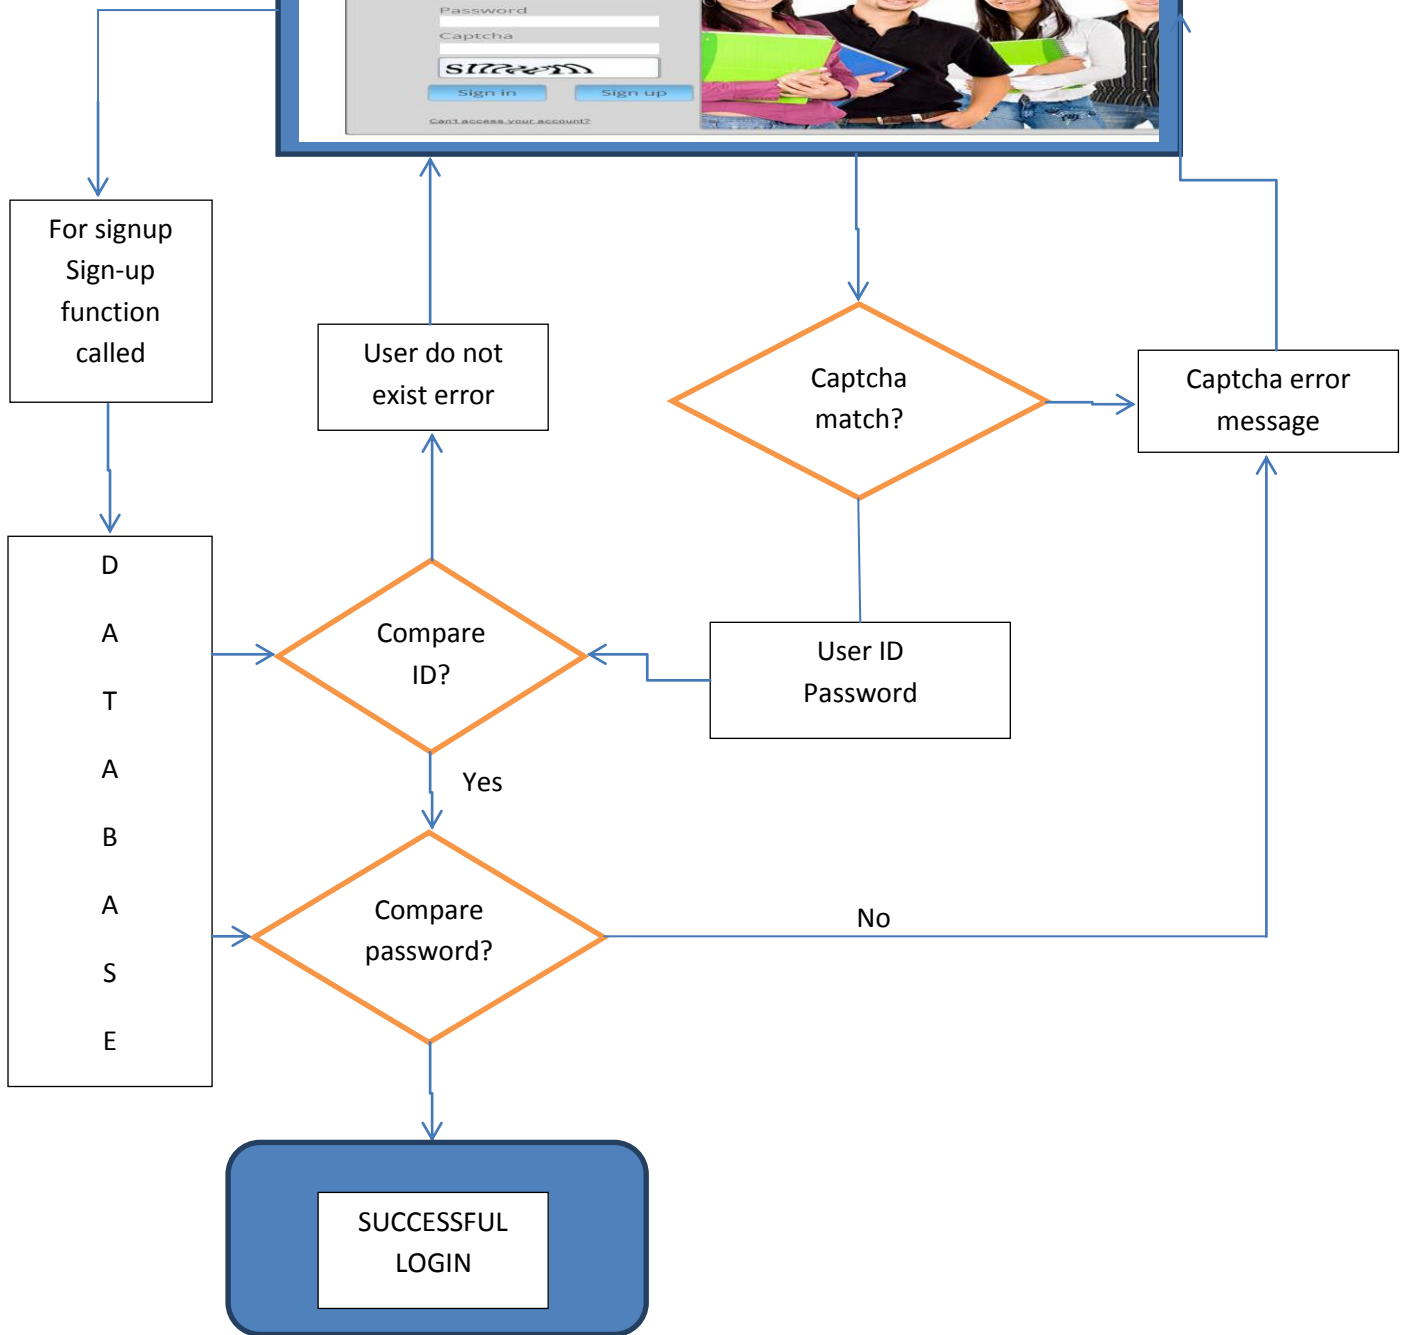 Password
Captcha
Sign in
Sign up
Can't access your account?
For signup
Sign-up
function
called
User do not
exist error
Captcha
match?
Captcha error
message
D
A
T
A
B
A
S
E
Compare
ID?
User ID
Password
Yes
Compare
password?
No
SUCCESSFUL
LOGIN